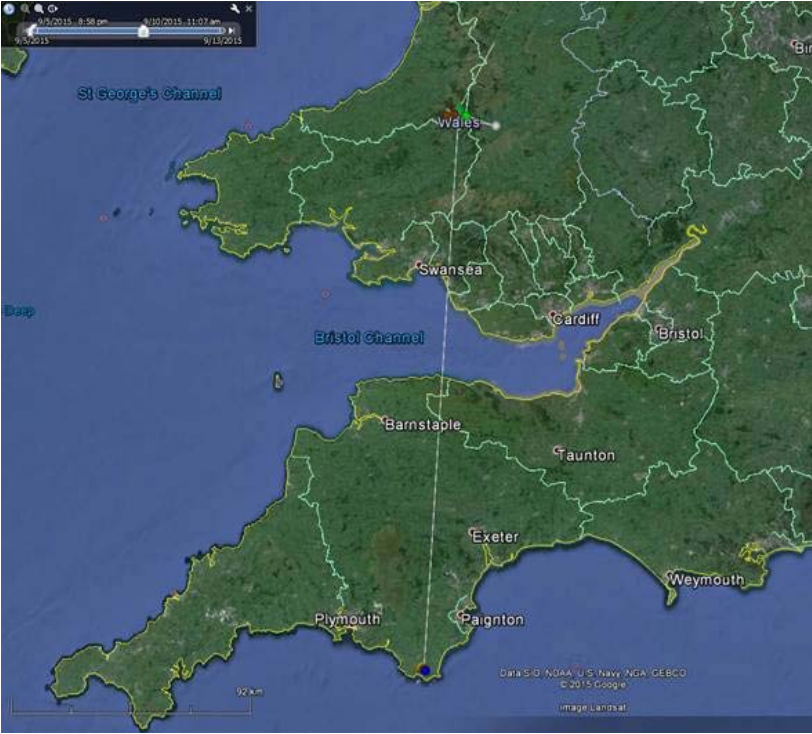 9/5/2015 8:58 pm 9/10/2015 11:07 am
9/5/2015 9/13/2015
Bir
St George's Channel
Wales
Swansea
Deep
Cardiff
Bristol Channel
Bristol
Barnstaple
Taunton
Exeter
Weymouth
Plymouth
Paignton
Data SIO, NOAA, U.S. Navy, NGA, GEBCO
© 2015 Google
92 km
Image Landsat